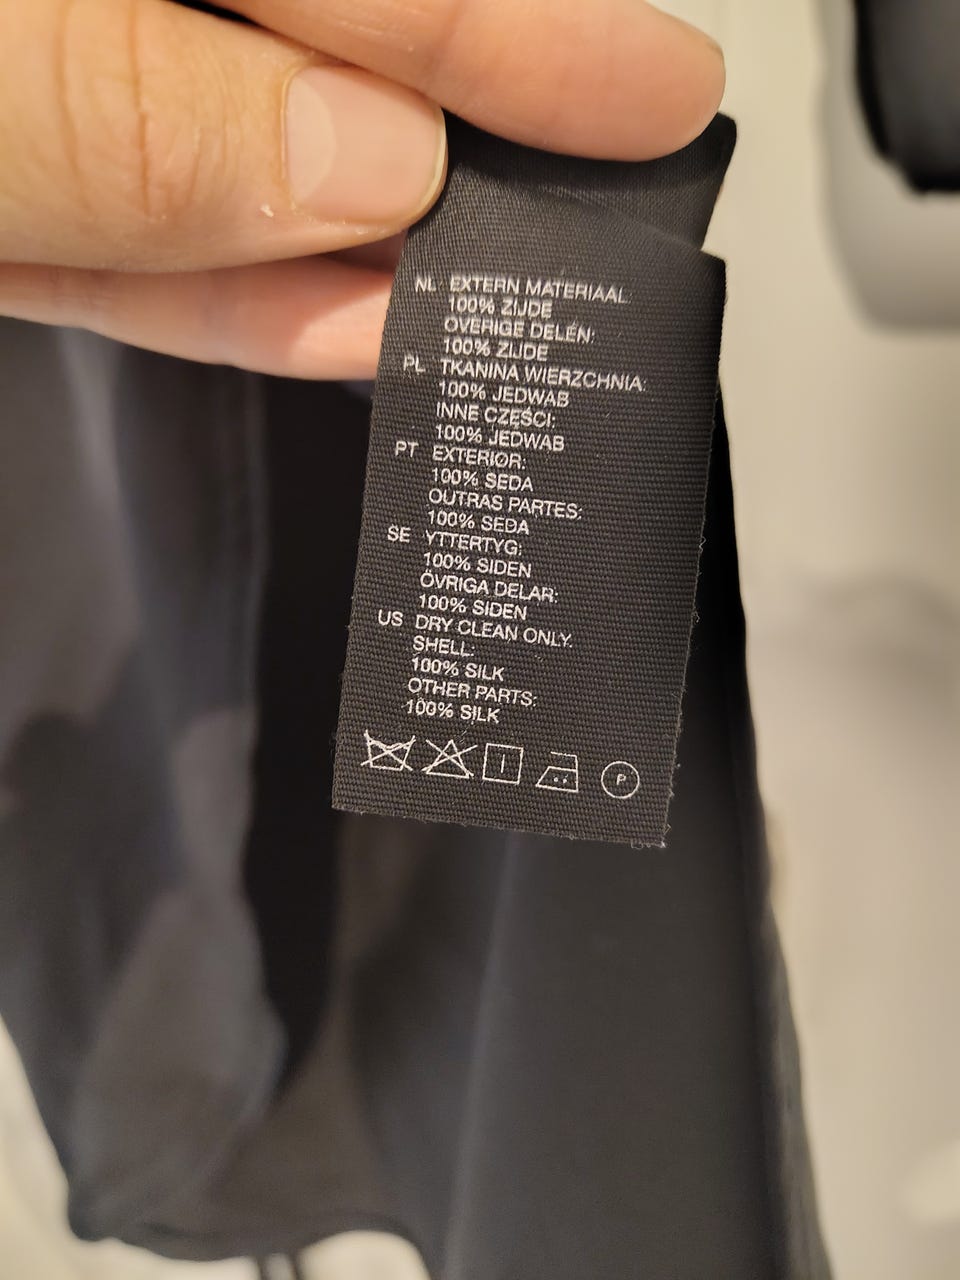 NL EXTERN MATERIAAL:
100% ZIJDE
OVERIGE DELEN:
100% ZIJDE
PL TKANINA WIERZCHNIA:
100% JEDWAB
INNE CZĘŚCI:
100% JEDWAB
PT EXTERIOR:
100% SEDA
OUTRAS PARTES:
100% SEDA
SE YTTERTYG:
100% SIDEN
ÖVRIGA DELAR:
100% SIDEN
US DRY CLEAN ONLY.
SHELL:
100% SILK
OTHER PARTS:
100% SILK
P